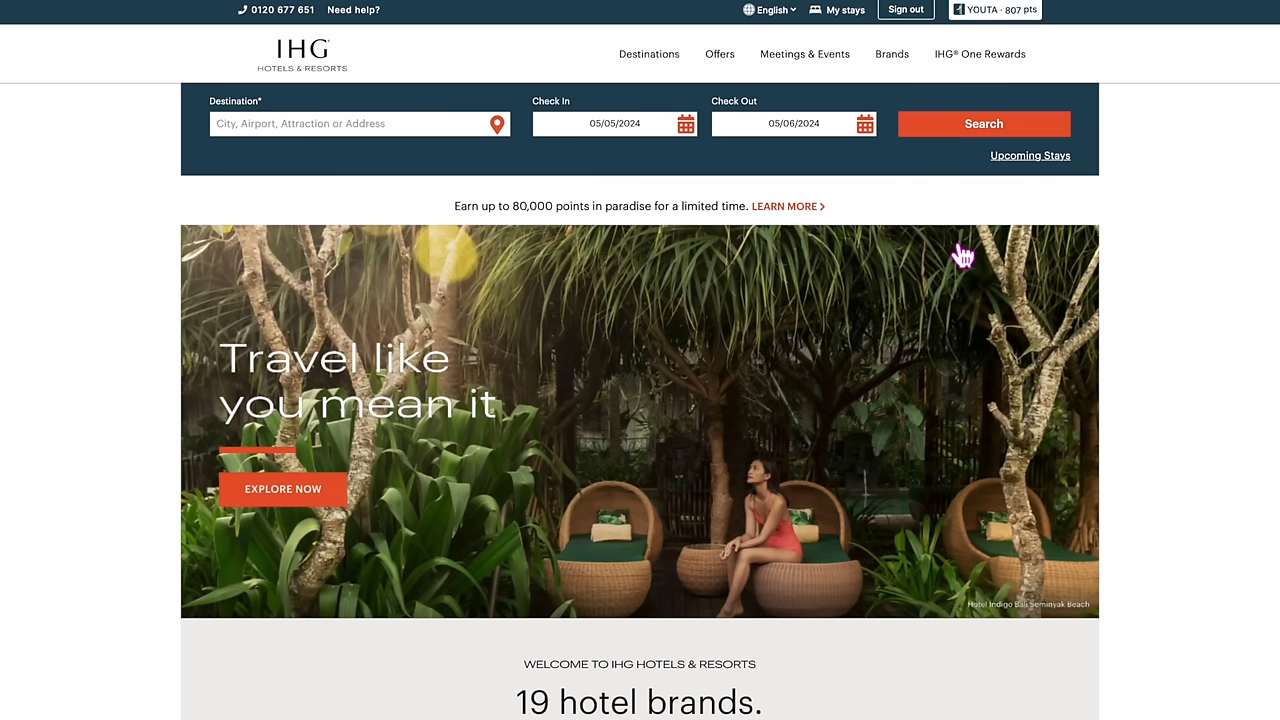 0120 677 651 Need help? English My stays Sign out YOUTA · 807 pts
IHG
HOTELS & RESORTS
Destinations Offers Meetings & Events Brands IHG® One Rewards
Destination* Check In Check Out
City, Airport, Attraction or Address 05/05/2024 05/06/2024 Search
Upcoming Stays
Earn up to 80,000 points in paradise for a limited time. LEARN MORE
Travel like
you mean it
EXPLORE NOW
Hotel Indigo Bali Seminyak Beach
WELCOME TO IHG HOTELS & RESORTS
19 hotel brands.